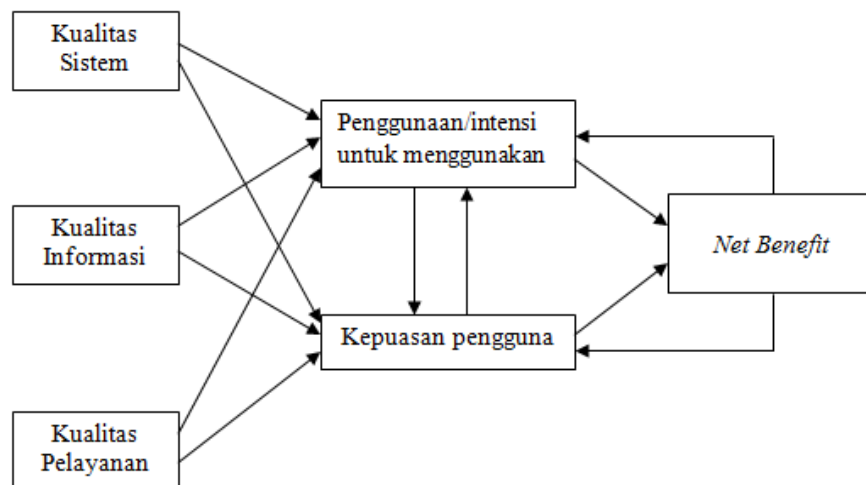 Kualitas
Sistem
Penggunaan/intensi
untuk menggunakan
Kualitas
Informasi
Net Benefit
Kepuasan pengguna
Kualitas
Pelayanan